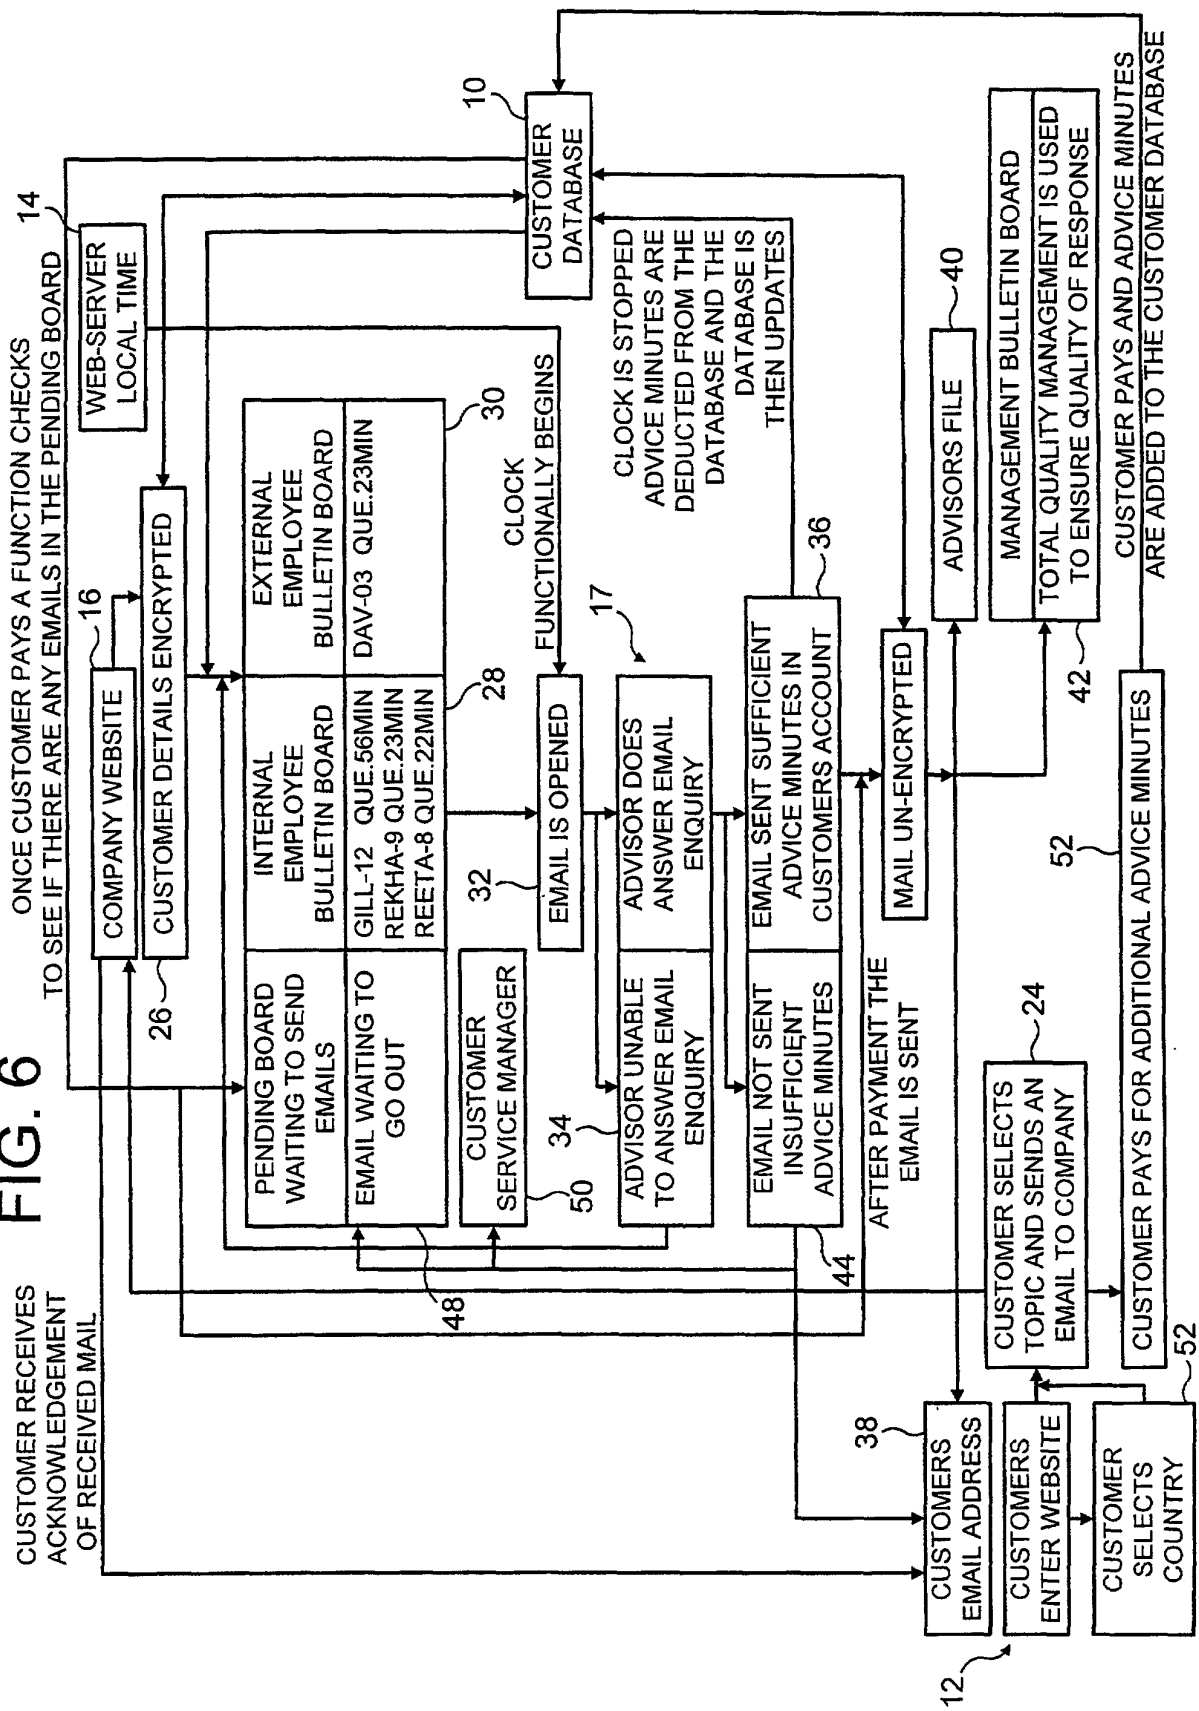 FIG. 6
CUSTOMER RECEIVES
ACKNOWLEDGEMENT
OF RECEIVED MAIL
ONCE CUSTOMER PAYS A FUNCTION CHECKS
TO SEE IF THERE ARE ANY EMAILS IN THE PENDING BOARD
COMPANY WEBSITE
16
WEB-SERVER
LOCAL TIME
14
26
CUSTOMER DETAILS ENCRYPTED
PENDING BOARD
WAITING TO SEND
EMAILS
INTERNAL
EMPLOYEE
BULLETIN BOARD
EXTERNAL
EMPLOYEE
BULLETIN BOARD
EMAIL WAITING TO
GO OUT
GILL-12 QUE.56MIN
REKHA-9 QUE.23MIN
REETA-8 QUE.22MIN
DAV-03 QUE.23MIN
48
28
30
CUSTOMER
SERVICE MANAGER
50
CUSTOMER
DATABASE
10
CLOCK
FUNCTIONALLY BEGINS
32
EMAIL IS OPENED
34
ADVISOR UNABLE
TO ANSWER EMAIL
ENQUIRY
ADVISOR DOES
ANSWER EMAIL
ENQUIRY
17
CLOCK IS STOPPED
ADVICE MINUTES ARE
DEDUCTED FROM THE
DATABASE AND THE
DATABASE IS
THEN UPDATES
EMAIL NOT SENT
INSUFFICIENT
ADVICE MINUTES
44
EMAIL SENT SUFFICIENT
ADVICE MINUTES IN
CUSTOMERS ACCOUNT
36
AFTER PAYMENT THE
EMAIL IS SENT
MAIL UN-ENCRYPTED
38
CUSTOMERS
EMAIL ADDRESS
ADVISORS FILE
40
12
CUSTOMERS
ENTER WEBSITE
CUSTOMER SELECTS
TOPIC AND SENDS AN
EMAIL TO COMPANY
24
MANAGEMENT BULLETIN BOARD
TOTAL QUALITY MANAGEMENT IS USED
TO ENSURE QUALITY OF RESPONSE
42
CUSTOMER
SELECTS
COUNTRY
52
CUSTOMER PAYS FOR ADDITIONAL ADVICE MINUTES
52
CUSTOMER PAYS AND ADVICE MINUTES
ARE ADDED TO THE CUSTOMER DATABASE